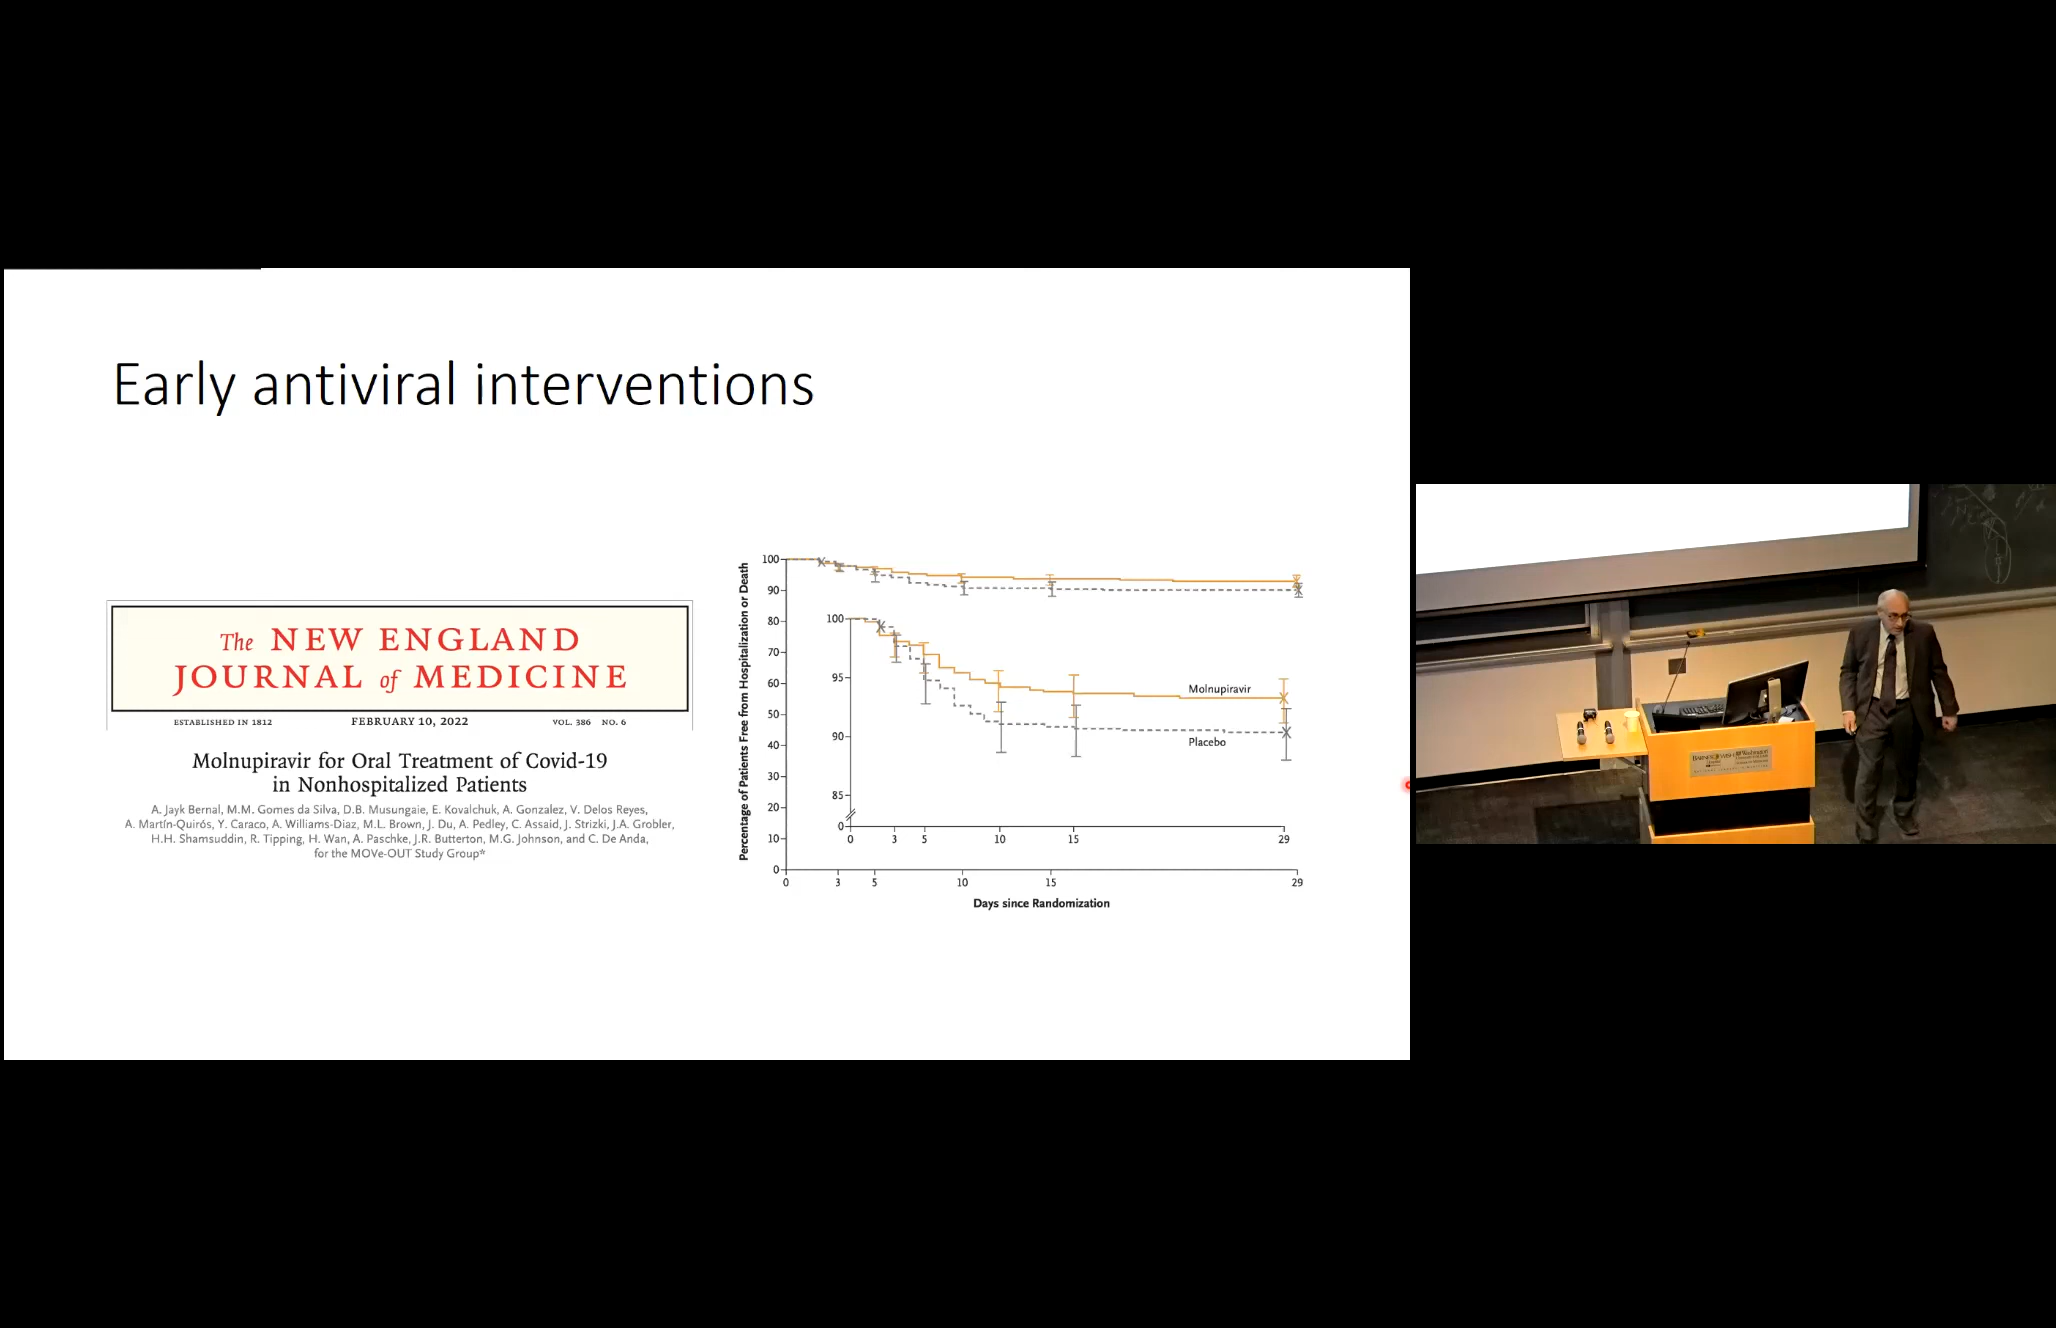 Early antiviral interventions
The NEW ENGLAND
JOURNAL of MEDICINE
ESTABLISHED IN 1812 FEBRUARY 10, 2022 VOL. 386 NO. 6
Molnupiravir for Oral Treatment of Covid-19
in Nonhospitalized Patients
A. Jayk Bernal, M.M. Gomes da Silva, D.B. Musungaie, E. Kovalchuk, A. Gonzalez, V. Delos Reyes,
A. Martín-Quirós, Y. Caraco, A. Williams-Diaz, M.L. Brown, J. Du, A. Pedley, C. Assaid, J. Strizki, J.A. Grobler,
H.H. Shamsuddin, R. Tipping, H. Wan, A. Paschke, J.R. Butterton, M.G. Johnson, and C. De Anda,
for the MOVe-OUT Study Group*
Percentage of Patients Free from Hospitalization or Death
100
90
80
70
60
50
40
30
20
10
0
100
95
90
85
0
Molnupiravir
Placebo
0 3 5 10 15 29
0 3 5 10 15 29
Days since Randomization